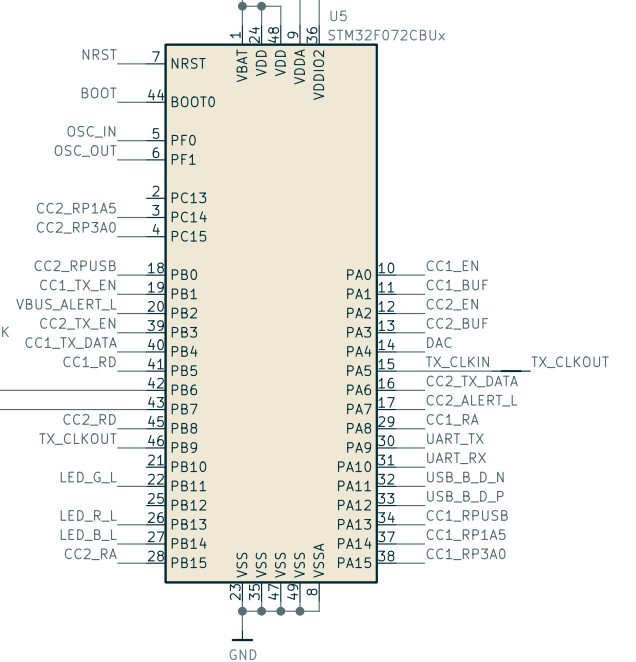 U5
STM32F072CBUx
1 24 48 9 36
VBAT VDD VDD VDDA VDDIO2
NRST 7 NRST
BOOT 44 BOOT0
OSC_IN 5 PF0
OSC_OUT 6 PF1
2 PC13
CC2_RP1A5 3 PC14
CC2_RP3A0 4 PC15
CC2_RPUSB 18 PB0 PA0 10 CC1_EN
CC1_TX_EN 19 PB1 PA1 11 CC1_BUF
VBUS_ALERT_L 20 PB2 PA2 12 CC2_EN
K CC2_TX_EN 39 PB3 PA3 13 CC2_BUF
CC1_TX_DATA 40 PB4 PA4 14 DAC
CC1_RD 41 PB5 PA5 15 TX_CLKIN TX_CLKOUT
42 PB6 PA6 16 CC2_TX_DATA
43 PB7 PA7 17 CC2_ALERT_L
CC2_RD 45 PB8 PA8 29 CC1_RA
TX_CLKOUT 46 PB9 PA9 30 UART_TX
21 PB10 PA10 31 UART_RX
LED_G_L 22 PB11 PA11 32 USB_B_D_N
25 PB12 PA12 33 USB_B_D_P
LED_R_L 26 PB13 PA13 34 CC1_RPUSB
LED_B_L 27 PB14 PA14 37 CC1_RP1A5
CC2_RA 28 PB15 PA15 38 CC1_RP3A0
VSS VSS VSS VSS VSSA
23 35 47 49 8
GND